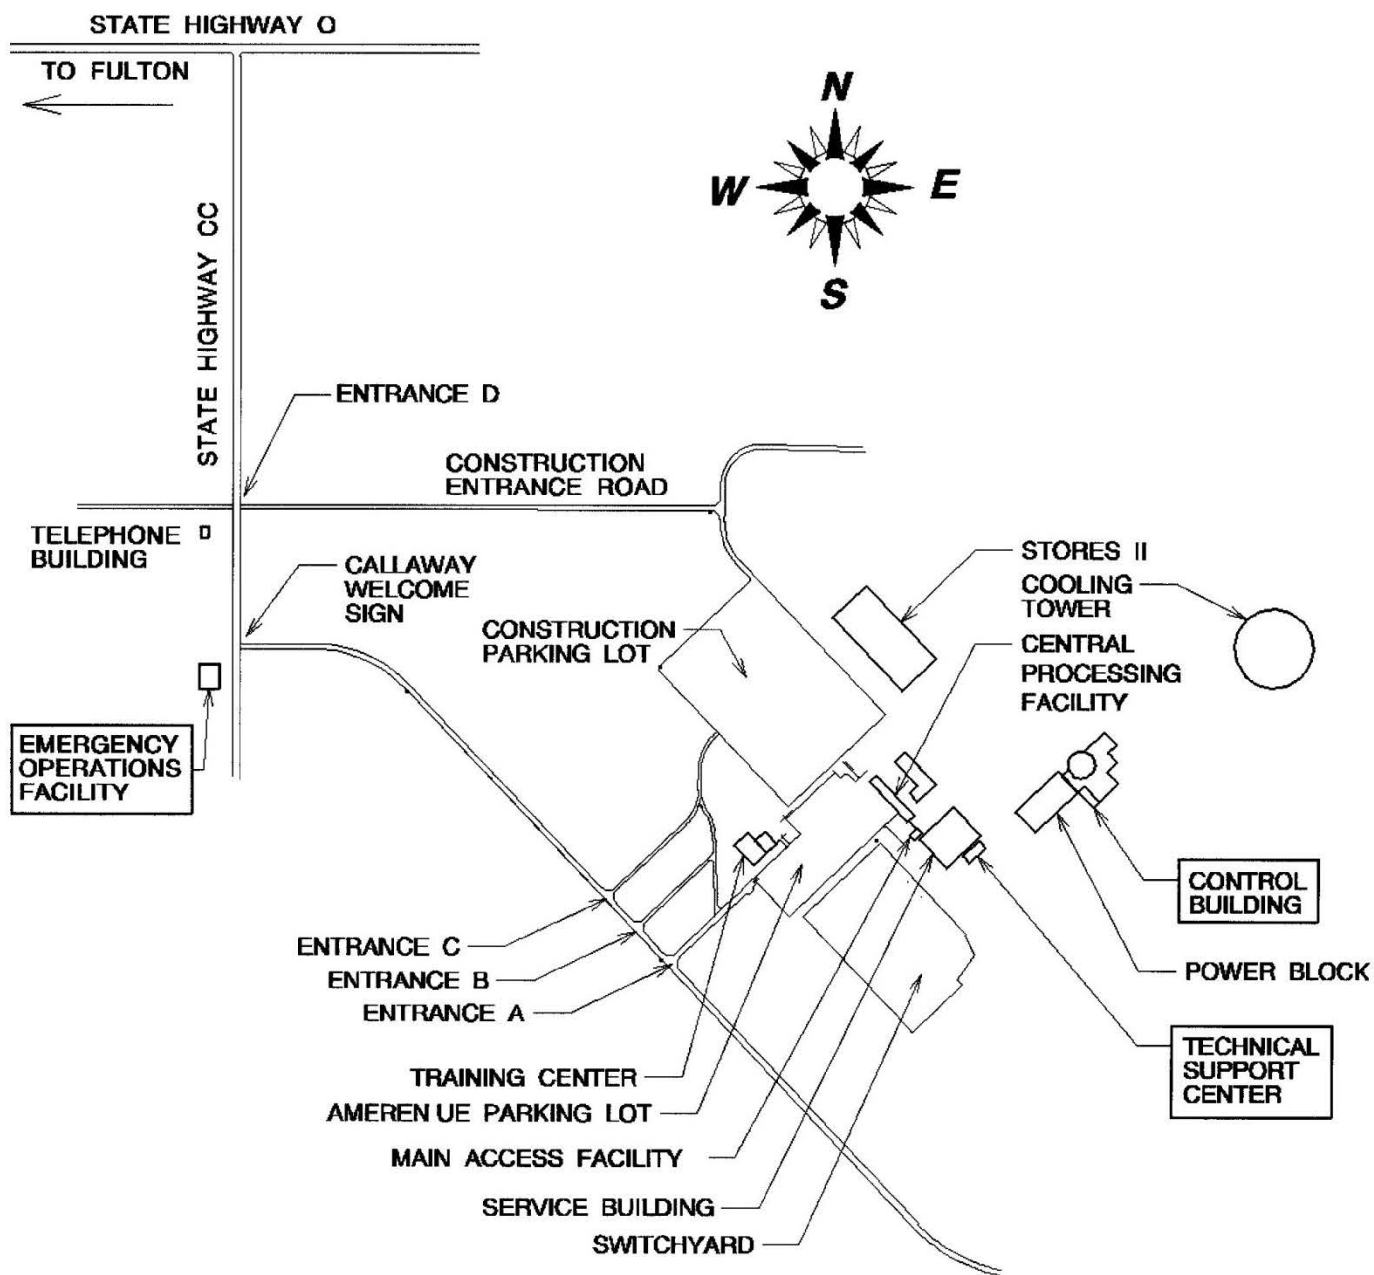 STATE HIGHWAY O
TO FULTON
N
W
E
S
STATE HIGHWAY CC
ENTRANCE D
CONSTRUCTION
ENTRANCE ROAD
TELEPHONE
BUILDING
CALLAWAY
WELCOME
SIGN
STORES II
COOLING
TOWER
CONSTRUCTION
PARKING LOT
CENTRAL
PROCESSING
FACILITY
EMERGENCY
OPERATIONS
FACILITY
CONTROL
BUILDING
ENTRANCE C
ENTRANCE B
ENTRANCE A
POWER BLOCK
TECHNICAL
SUPPORT
CENTER
TRAINING CENTER
AMEREN UE PARKING LOT
MAIN ACCESS FACILITY
SERVICE BUILDING
SWITCHYARD